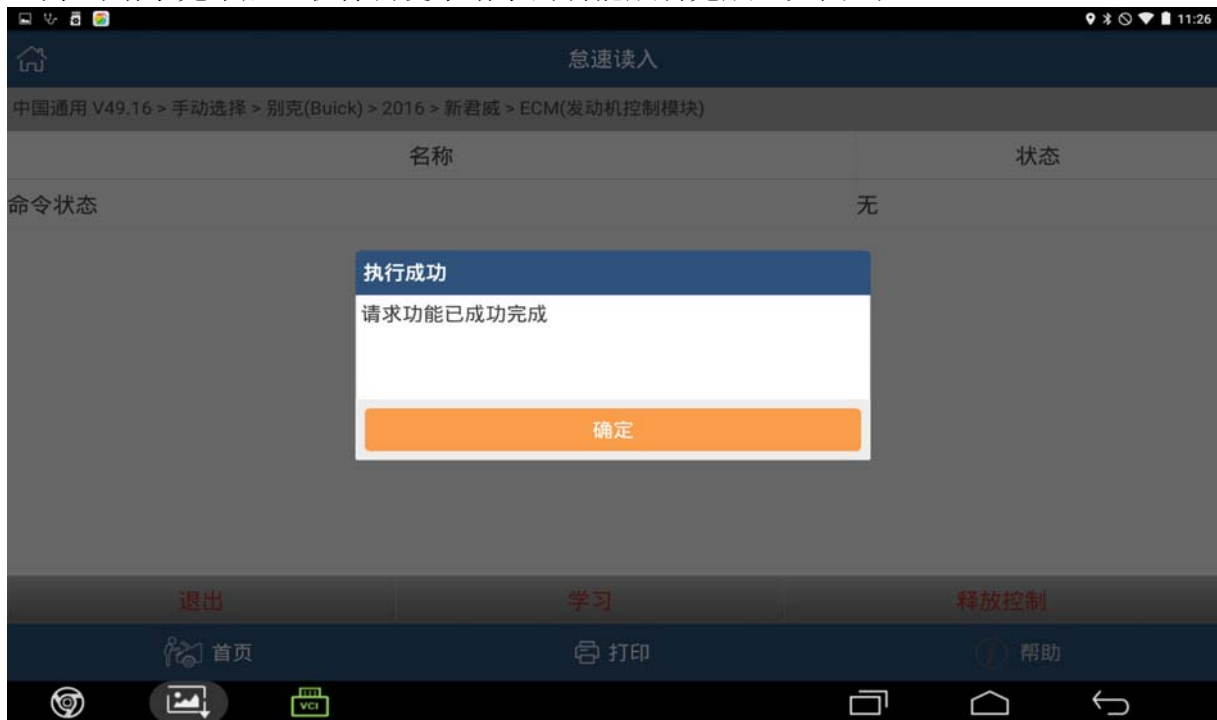 11:26
怠速读入
中国通用 V49.16 > 手动选择 > 别克(Buick) > 2016 > 新君威 > ECM(发动机控制模块)
名称 状态
命令状态 无
执行成功
请求功能已成功完成
确定
退出 学习 释放控制
首页 打印 帮助
VCI